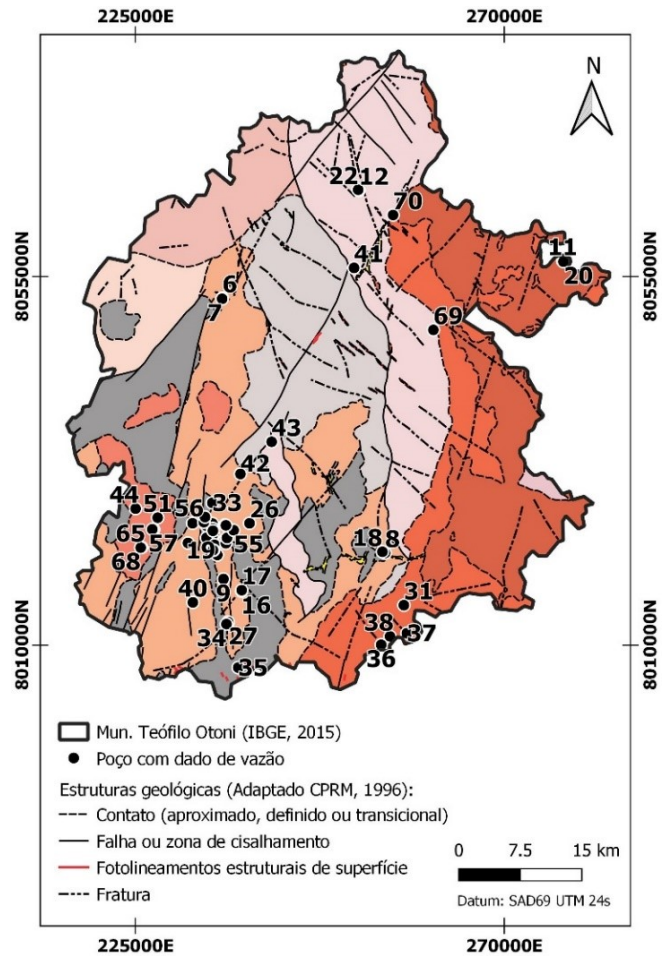 225000E 270000E
N
2212
70
41
11
20
8055000N 8055000N
6
7
69
43
42
44 51 56 33 26
65 57 19 55 188
68
17
40 9 16 31
34 27 38 37
8010000N 8010000N
35 36
Mun. Teófilo Otoni (IBGE, 2015)
Poço com dado de vazão
Estruturas geológicas (Adaptado CPRM, 1996):
Contato (aproximado, definido ou transicional)
Falha ou zona de cisalhamento
Fotolineamentos estruturais de superfície
Fratura
0 7.5 15 km
Datum: SAD69 UTM 24s
225000E 270000E